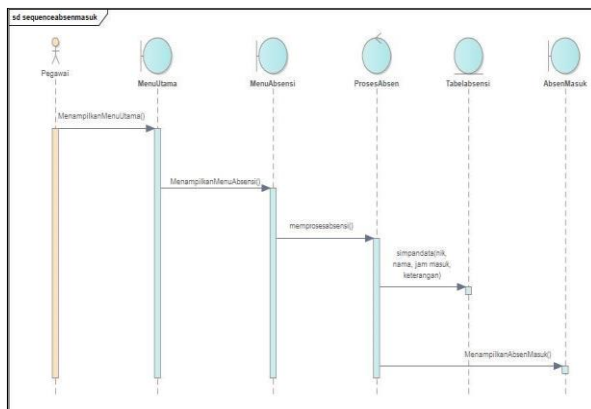 sd sequenceabsenmasuk
Pegawai
MenuUtama
MenuAbsensi
ProsesAbsen
Tabelabsensi
AbsenMasuk
MenampilkanMenuUtama()
MenampilkanMenuAbsensi()
memprosesabsensi()
simpandata(nik,
nama, jam masuk,
keterangan)
MenampilkanAbsenMasuk()